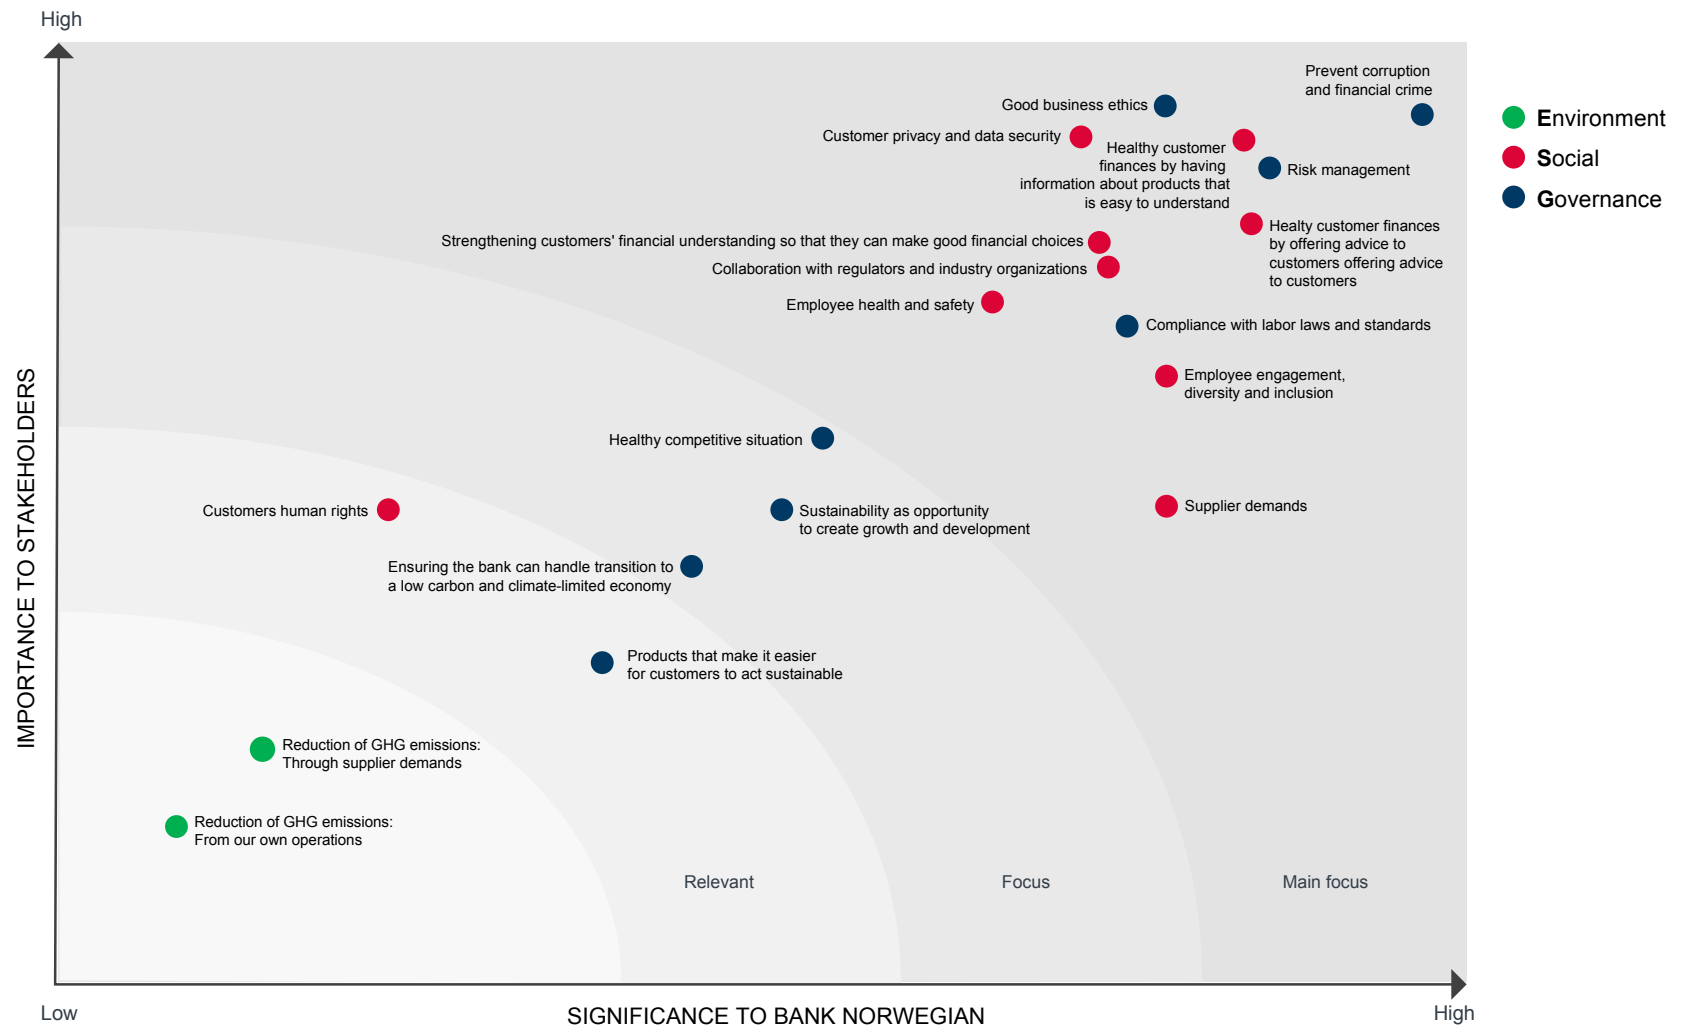 High
Prevent corruption
and financial crime
Good business ethics
Environment
Customer privacy and data security
Healthy customer
finances by having
information about products that
is easy to understand
Social
Risk management
Governance
Healty customer finances
by offering advice to
customers offering advice
to customers
Strengthening customers' financial understanding so that they can make good financial choices
Collaboration with regulators and industry organizations
Employee health and safety
Compliance with labor laws and standards
Employee engagement,
diversity and inclusion
IMPORTANCE TO STAKEHOLDERS
Healthy competitive situation
Customers human rights
Sustainability as opportunity
to create growth and development
Supplier demands
Ensuring the bank can handle transition to
a low carbon and climate-limited economy
Products that make it easier
for customers to act sustainable
Reduction of GHG emissions:
Through supplier demands
Reduction of GHG emissions:
From our own operations
Relevant
Focus
Main focus
Low
SIGNIFICANCE TO BANK NORWEGIAN
High